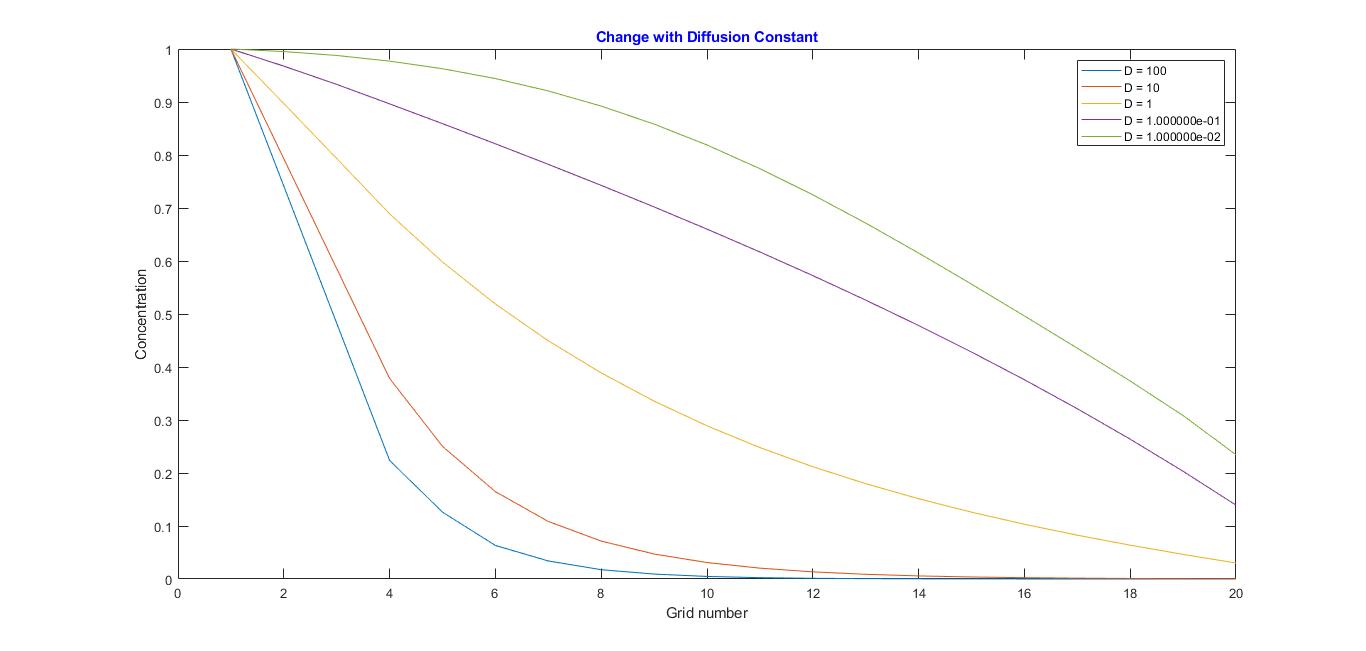 Change with Diffusion Constant
Concentration
1
0.9
0.8
0.7
0.6
0.5
0.4
0.3
0.2
0.1
0
0 2 4 6 8 10 12 14 16 18 20
Grid number
D = 100
D = 10
D = 1
D = 1.000000e-01
D = 1.000000e-02